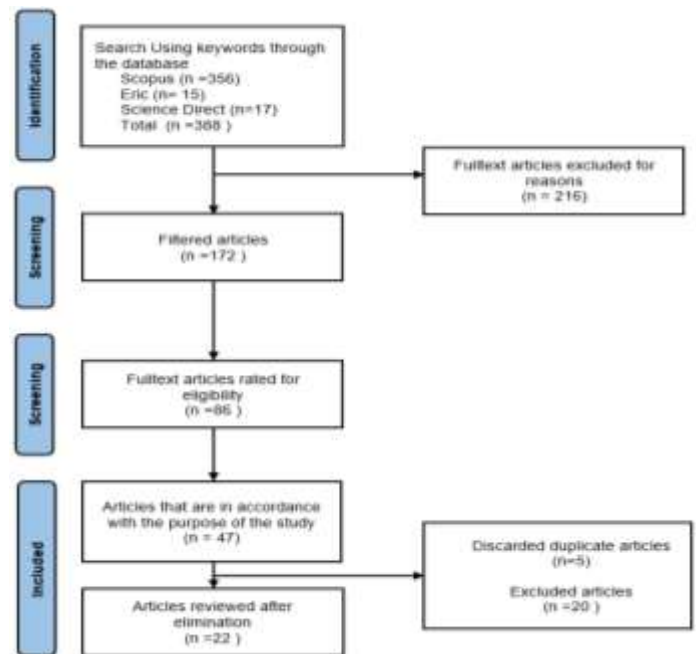 Identification
Search Using keywords through
the database
Scopus (n =356)
Eric (n= 15)
Science Direct (n=17)
Total (n =388 )
Fulltext articles excluded for
reasons
(n = 216)
Screening
Filtered articles
(n =172 )
Screening
Fulltext articles rated for
eligibility
(n =86 )
Included
Articles that are in accordance
with the purpose of the study
(n = 47)
Discarded duplicate articles
(n=5)
Excluded articles
(n =20 )
Articles reviewed after
elimination
(n =22 )